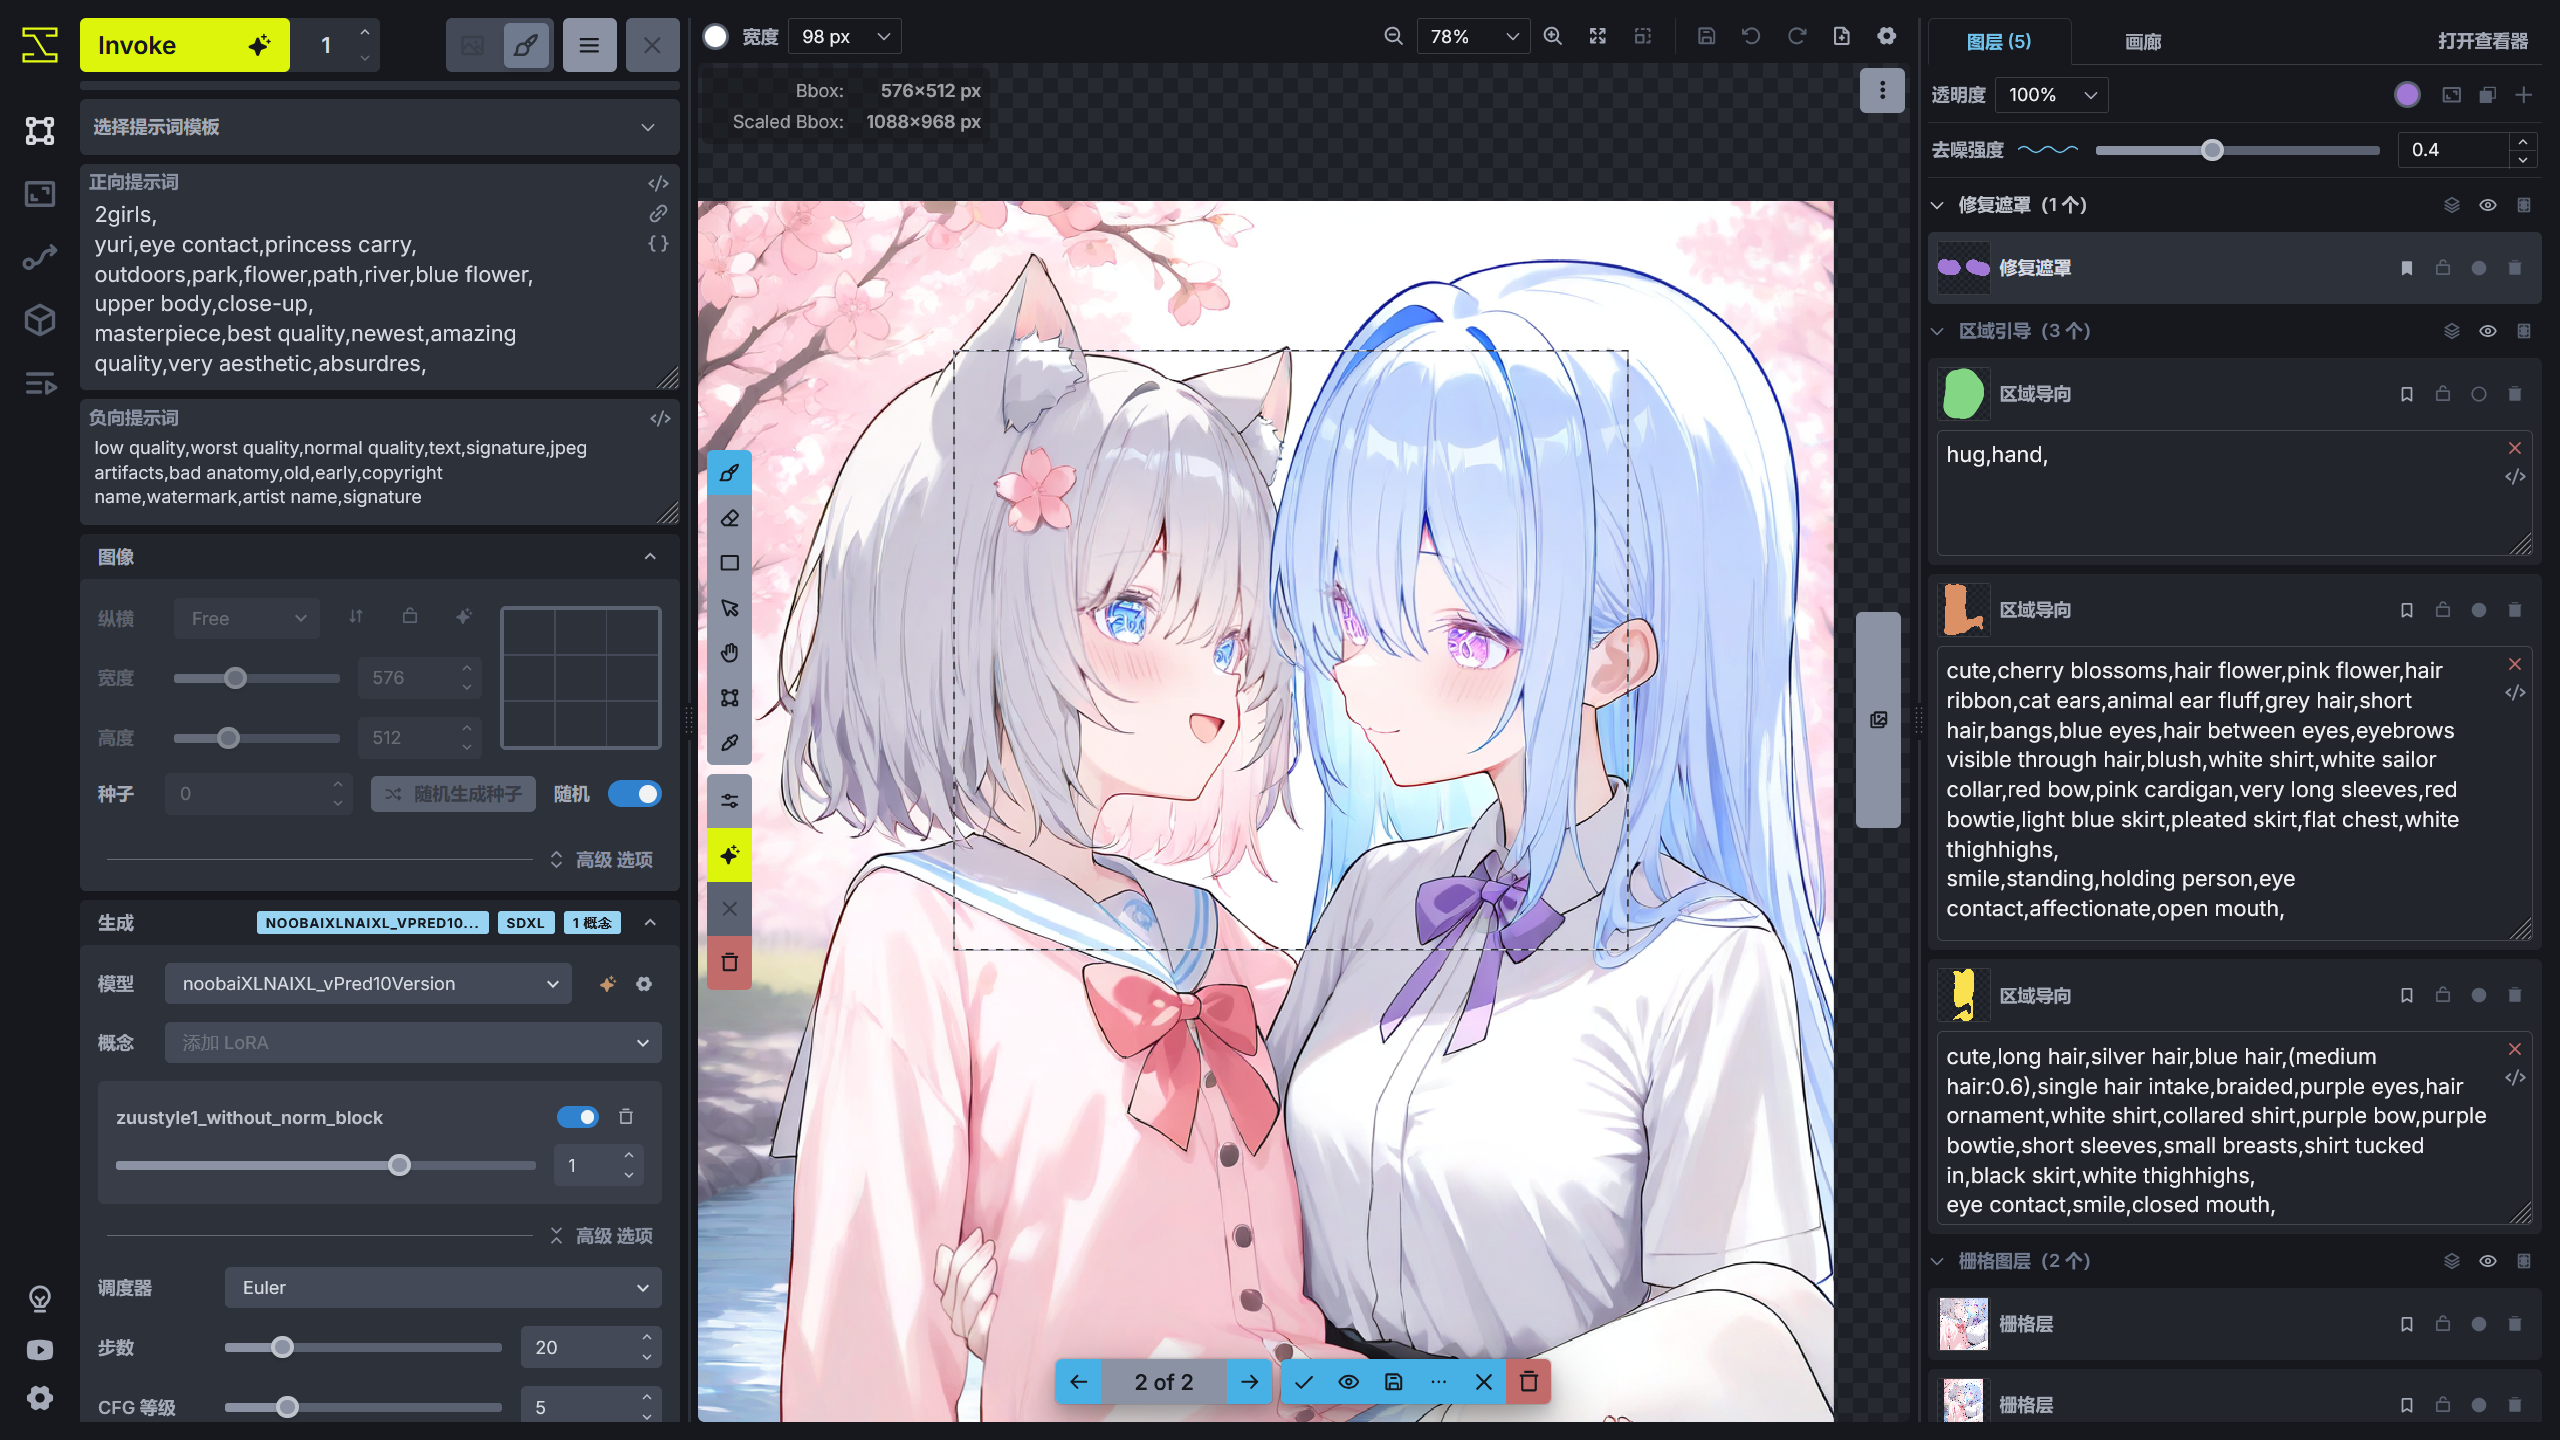 Invoke
1
选择提示词模板
正向提示词
2girls,
yuri,eye contact,princess carry,
outdoors,park,flower,path,river,blue flower,
upper body,close-up,
masterpiece,best quality,newest,amazing
quality,very aesthetic,absurdres,
负向提示词
low quality,worst quality,normal quality,text,signature,jpeg
artifacts,bad anatomy,old,early,copyright
name,watermark,artist name,signature
图像
纵横
Free
宽度
576
高度
512
种子
0
随机生成种子
随机
高级 选项
生成
NOOBAIXLNAIXL_VPRED10...
SDXL
1 概念
模型
noobaiXLNAIXL_vPred10Version
概念
添加 LoRA
zuustyle1_without_norm_block
1
高级 选项
调度器
Euler
步数
20
CFG 等级
5
宽度
98 px
78%
Bbox: 576×512 px
Scaled Bbox: 1088×968 px
2 of 2
图层 (5)
画廊
打开查看器
透明度
100%
去噪强度
0.4
修复遮罩 (1 个)
修复遮罩
区域引导 (3 个)
区域导向
hug,hand,
区域导向
cute,cherry blossoms,hair flower,pink flower,hair
ribbon,cat ears,animal ear fluff,grey hair,short
hair,bangs,blue eyes,hair between eyes,eyebrows
visible through hair,blush,white shirt,white sailor
collar,red bow,pink cardigan,very long sleeves,red
bowtie,light blue skirt,pleated skirt,flat chest,white
thighhighs,
smile,standing,holding person,eye
contact,affectionate,open mouth,
区域导向
cute,long hair,silver hair,blue hair,(medium
hair:0.6),single hair intake,braided,purple eyes,hair
ornament,white shirt,collared shirt,purple bow,purple
bowtie,short sleeves,small breasts,shirt tucked
in,black skirt,white thighhighs,
eye contact,smile,closed mouth,
栅格图层 (2 个)
栅格层
栅格层